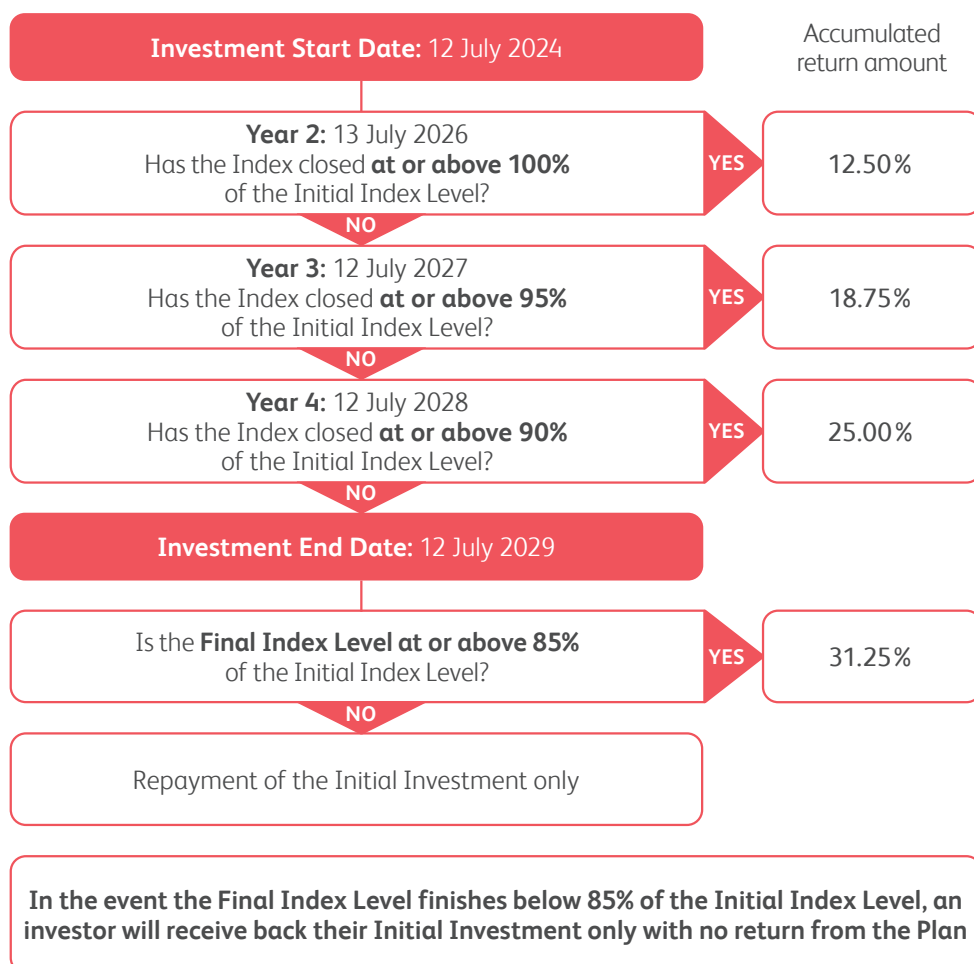 Investment Start Date: 12 July 2024
Accumulated
return amount
Year 2: 13 July 2026
Has the Index closed at or above 100%
of the Initial Index Level?
YES
12.50%
NO
Year 3: 12 July 2027
Has the Index closed at or above 95%
of the Initial Index Level?
YES
18.75%
NO
Year 4: 12 July 2028
Has the Index closed at or above 90%
of the Initial Index Level?
YES
25.00%
NO
Investment End Date: 12 July 2029
Is the Final Index Level at or above 85%
of the Initial Index Level?
YES
31.25%
NO
Repayment of the Initial Investment only
In the event the Final Index Level finishes below 85% of the Initial Index Level, an
investor will receive back their Initial Investment only with no return from the Plan